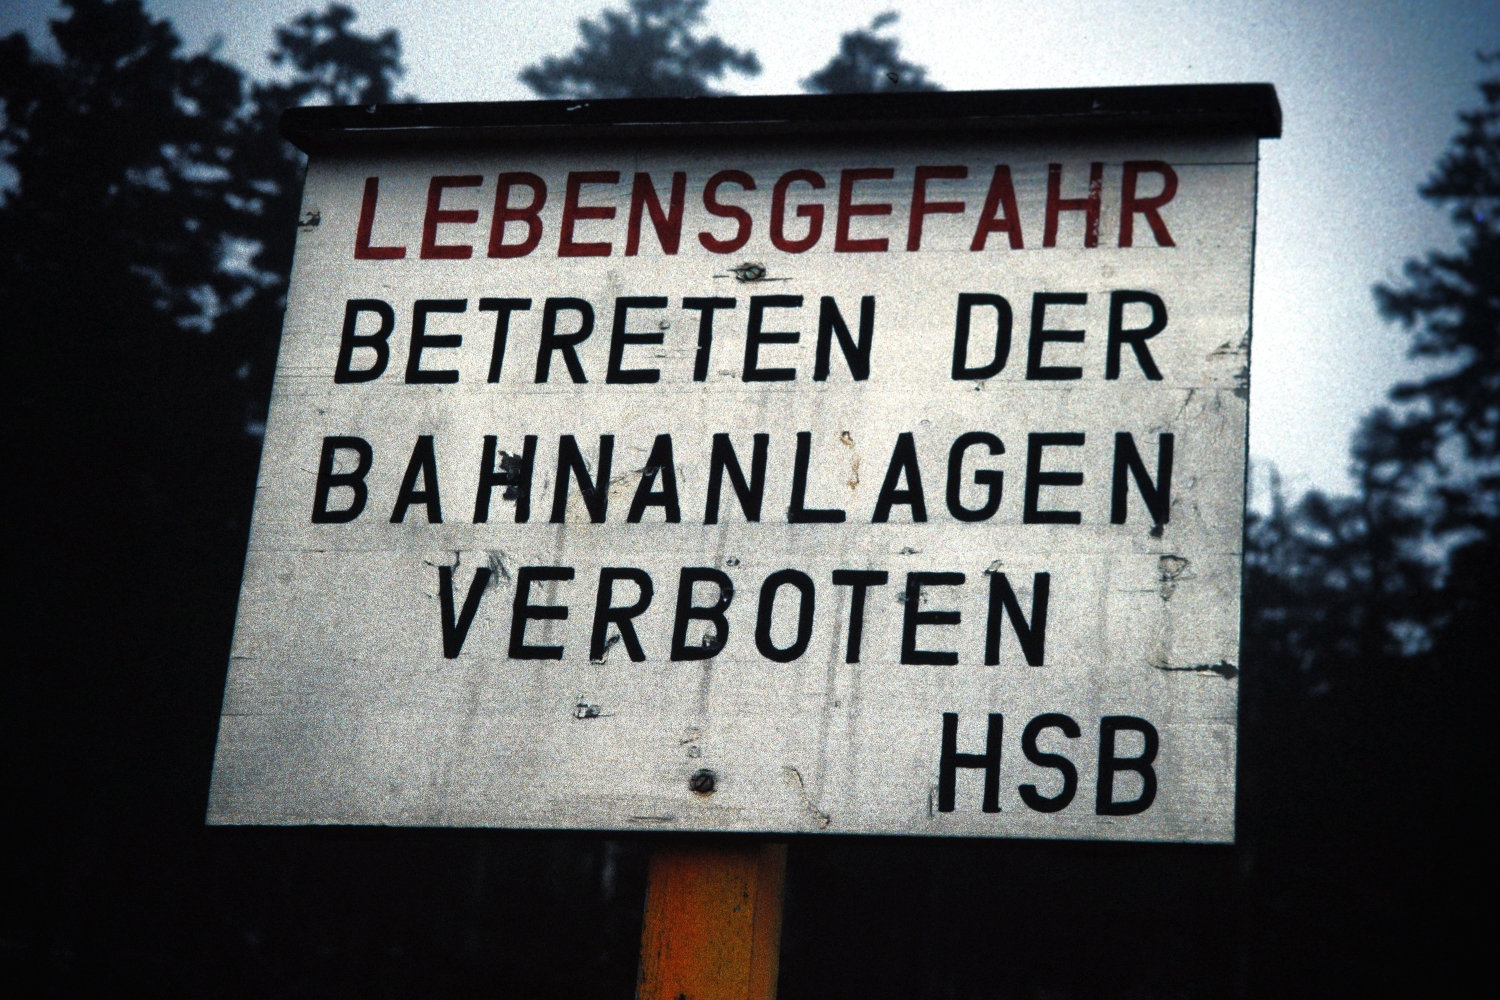 LEBENSGEFAHR
BETRETEN DER
BAHNANLAGEN
VERBOTEN
HSB